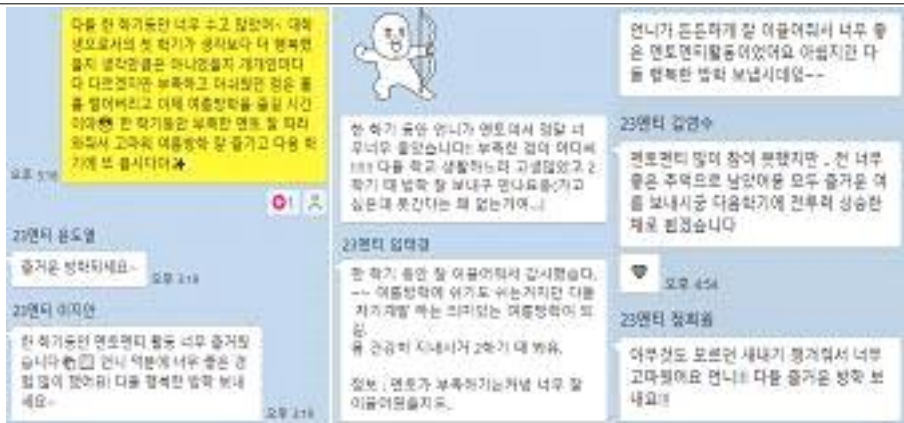 다들 한 학기동안 너무 수고 많았어~ 대학
생으로서의 첫 학기가 생각보다 더 행복했
을지 생각만큼은 아니었을지 개개인마다
다 다르겠지만 부족하고 아쉬웠던 점은 훌
훌 털어버리고 이제 여름방학을 즐길 시간
이야 한 학기동안 부족한 멘토 잘 따라
와줘서 고마워 여름방학 잘 즐기고 다음 학
기에 또 봅시다아
오후 3:16
1
23멘티 윤도열
즐거운 방학되세요~
오후 3:18
23멘티 이지안
한 학기동안 멘토멘티 활동 너무 즐거웠
습니다 언니 덕분에 너무 좋은 경
험 많이 했어요! 다들 행복한 방학 보내
세요~
오후 3:19
한 학기 동안 언니가 멘토여서 정말 너
무너무 좋았습니다!! 부족한 점이 어디써
!!!! 다들 학교 생활하느라 고생많았고 2
학기 때 방학 잘 보내구 만나요
싶은데 못간다는
23멘티 임태경
한 학기 동안 잘 이끌어줘서 감사했습다.
~~ 여름방학에 쉬기도 쉬는거지만 다들
자기개발 하는 의미있는 여름방학이 되
길.
몸 건강히 지내시거 2학기 때 봐유.
정보 : 멘토가 부족하기는커녕 너무 잘
이끌어줬을지도.
언니가 든든하게 잘 이끌어줘서 너무 좋
은 멘토멘티활동이었어요 아쉽지만 다
들 행복한 방학 보냅시데잉~~
23멘티 김연수
멘토멘티 많이 참여 못했지만 .. 전 너무
좋은 추억으로 남았어용 모두 즐거운 여
름 보내시궁 다음학기에 전투력 상승한
채로 뵙겠습니다
오후 4:54
23멘티 정희원
아무것도 모르던 새내기 챙겨줘서 너무
고마웠어요 언니!! 다들 즐거운 방학 보
내요!!